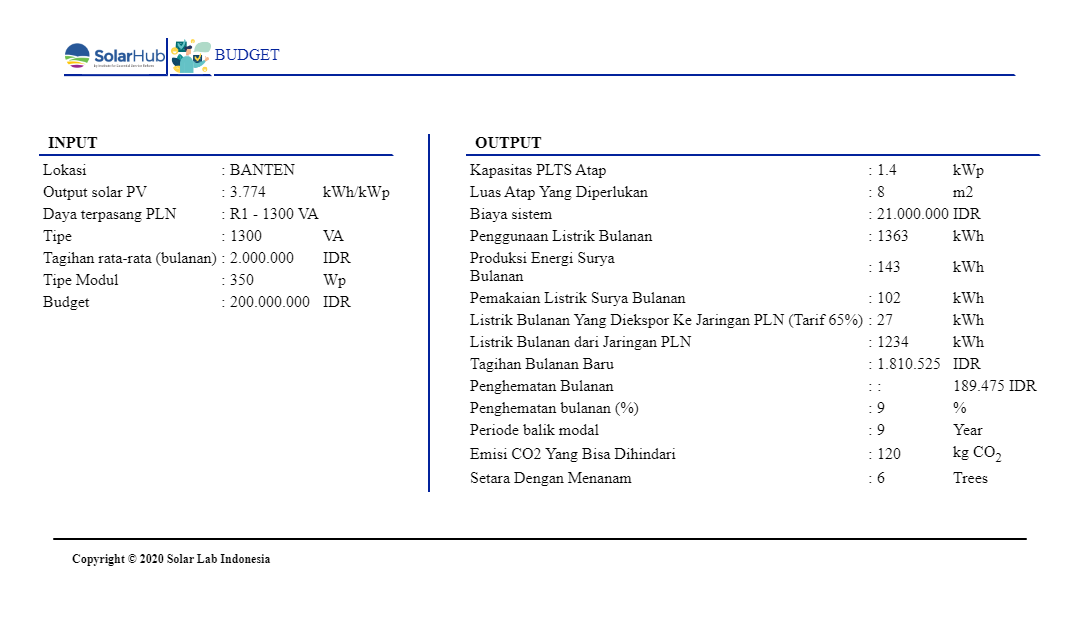 SolarHub
BUDGET
INPUT
Lokasi : BANTEN
Output solar PV : 3.774 kWh/kWp
Daya terpasang PLN : R1 - 1300 VA
Tipe : 1300 VA
Tagihan rata-rata (bulanan) : 2.000.000 IDR
Tipe Modul : 350 Wp
Budget : 200.000.000 IDR
OUTPUT
Kapasitas PLTS Atap : 1.4 kWp
Luas Atap Yang Diperlukan : 8 m2
Biaya sistem : 21.000.000 IDR
Penggunaan Listrik Bulanan : 1363 kWh
Produksi Energi Surya
Bulanan : 143 kWh
Pemakaian Listrik Surya Bulanan : 102 kWh
Listrik Bulanan Yang Diekspor Ke Jaringan PLN (Tarif 65%) : 27 kWh
Listrik Bulanan dari Jaringan PLN : 1234 kWh
Tagihan Bulanan Baru : 1.810.525 IDR
Penghematan Bulanan : : 189.475 IDR
Penghematan bulanan (%) : 9 %
Periode balik modal : 9 Year
Emisi CO2 Yang Bisa Dihindari : 120 kg CO₂
Setara Dengan Menanam : 6 Trees
Copyright © 2020 Solar Lab Indonesia